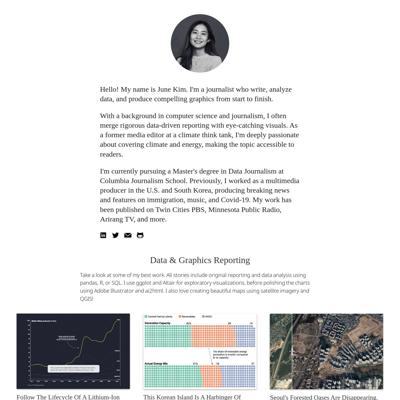 Hello! My name is June Kim. I'm a journalist who write, analyze
data, and produce compelling graphics from start to finish.
With a background in computer science and journalism, I often
merge rigorous data-driven reporting with eye-catching visuals. As
a former media editor at a climate think tank, I'm deeply passionate
about covering climate and energy, making the topic accessible to
readers.
I'm currently pursuing a Master's degree in Data Journalism at
Columbia Journalism School. Previously, I worked as a multimedia
producer in the U.S. and South Korea, producing breaking news
and features on immigration, music, and Covid-19. My work has
been published on Twin Cities PBS, Minnesota Public Radio,
Arirang TV, and more.
Data & Graphics Reporting
Take a look at some of my best work. All stories include original reporting and data analysis using
pandas, R, or SQL. I use ggplot and Altair for exploratory visualizations, before polishing the charts
using Adobe Illustrator and ai2html. I also love creating beautiful maps using satellite imagery and
QGIS!
Renewables
Generation Capacity
Actual Energy Mix
Follow The Lifecycle Of A Lithium-Ion
This Korean Island Is A Harbinger Of
Seoul's Forested Oases Are Disappearing.